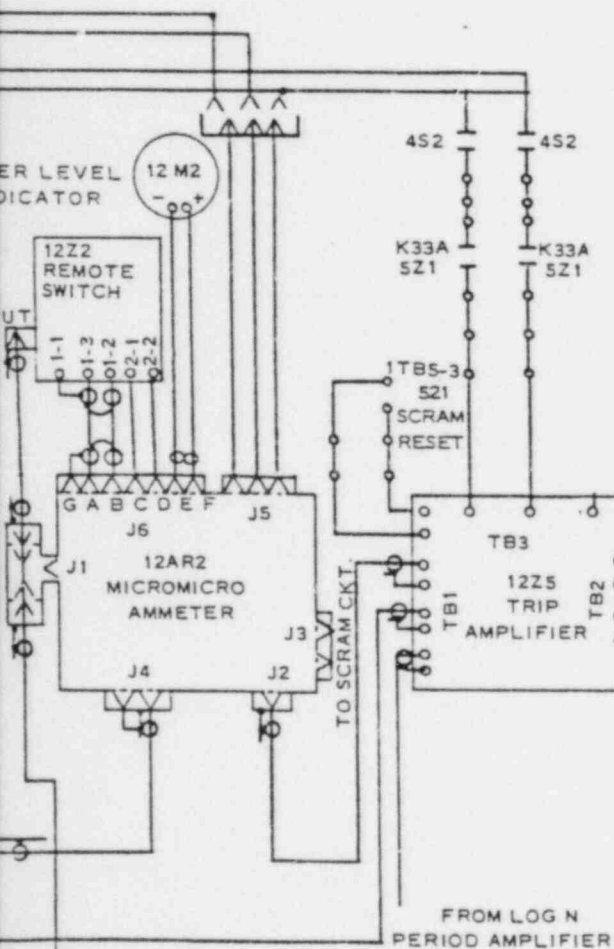 4S2
4S2
ER LEVEL
DICATOR
12 M2
- +
12Z2
REMOTE
SWITCH
K33A
5Z1
K33A
5Z1
UT
1-1
1-3
1-2
2-1
2-2
1TB5-3
521
SCRAM
RESET
G A B C D E F
J6
J5
J1
12AR2
MICROMICRO
AMMETER
J3
J4
J2
TO SCRAM CKT.
TB3
TB1
12Z5
TRIP
AMPLIFIER
TB2
FROM LOG N
PERIOD AMPLIFIER